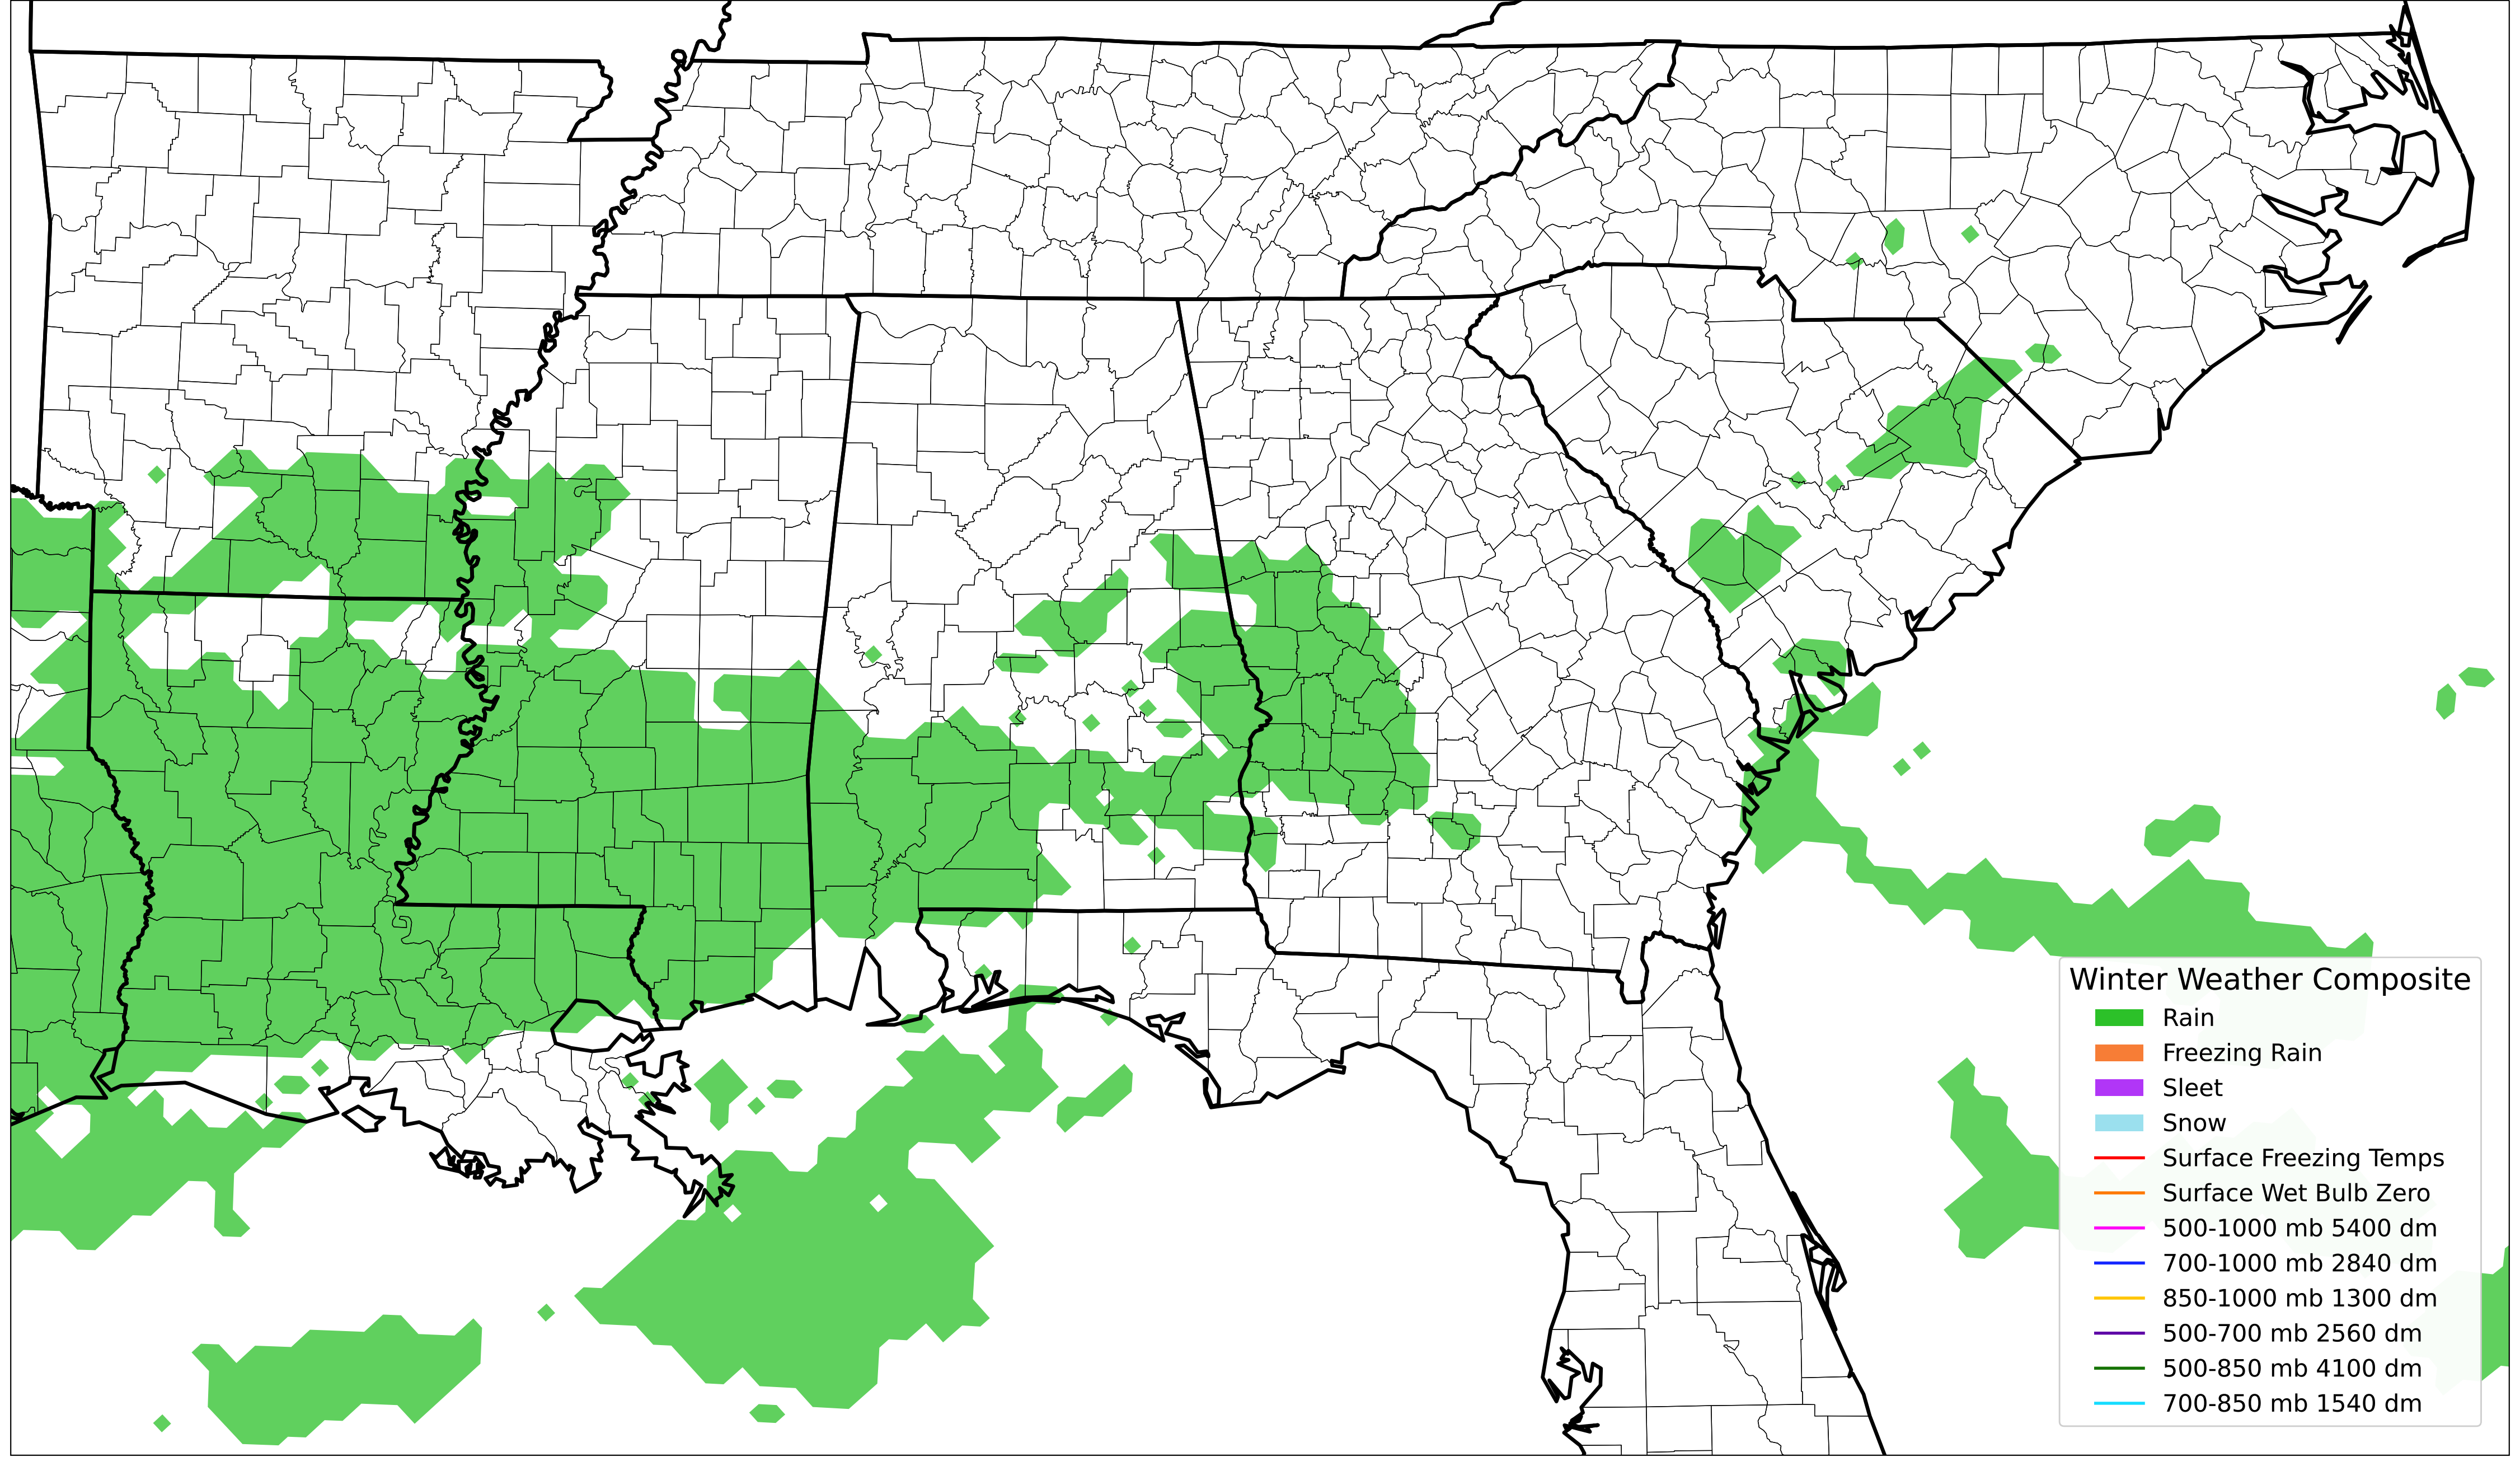 Winter Weather Composite
Rain
Freezing Rain
Sleet
Snow
Surface Freezing Temps
Surface Wet Bulb Zero
500-1000 mb 5400 dm
700-1000 mb 2840 dm
850-1000 mb 1300 dm
500-700 mb 2560 dm
500-850 mb 4100 dm
700-850 mb 1540 dm